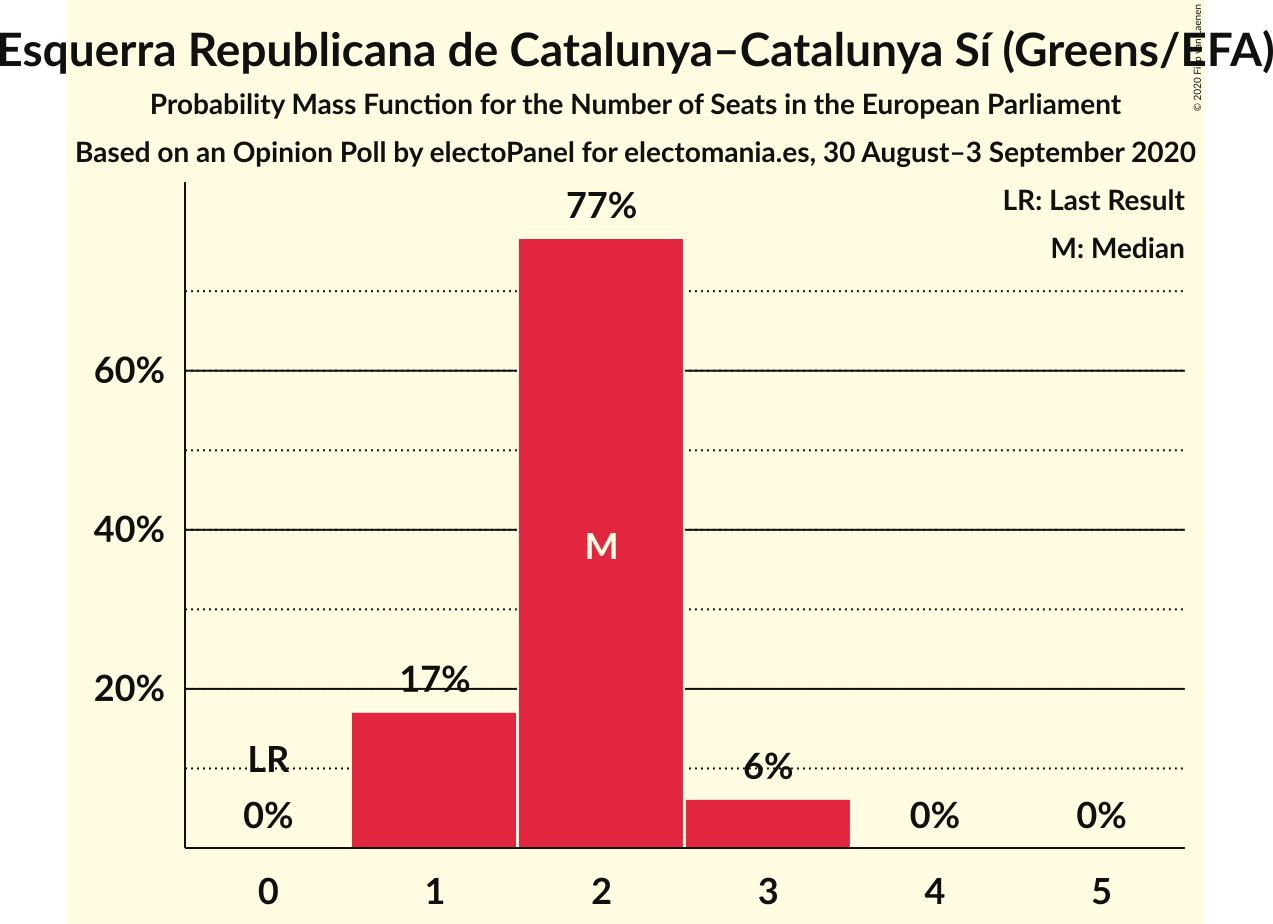 Esquerra Republicana de Catalunya–Catalunya Sí (Greens/EFA)
Probability Mass Function for the Number of Seats in the European Parliament
Based on an Opinion Poll by electoPanel for electomania.es, 30 August–3 September 2020
© 2020
LR: Last Result
M: Median
77%
60%
40%
M
20%
17%
LR
6%
0%
0%
0%
0 1 2 3 4 5